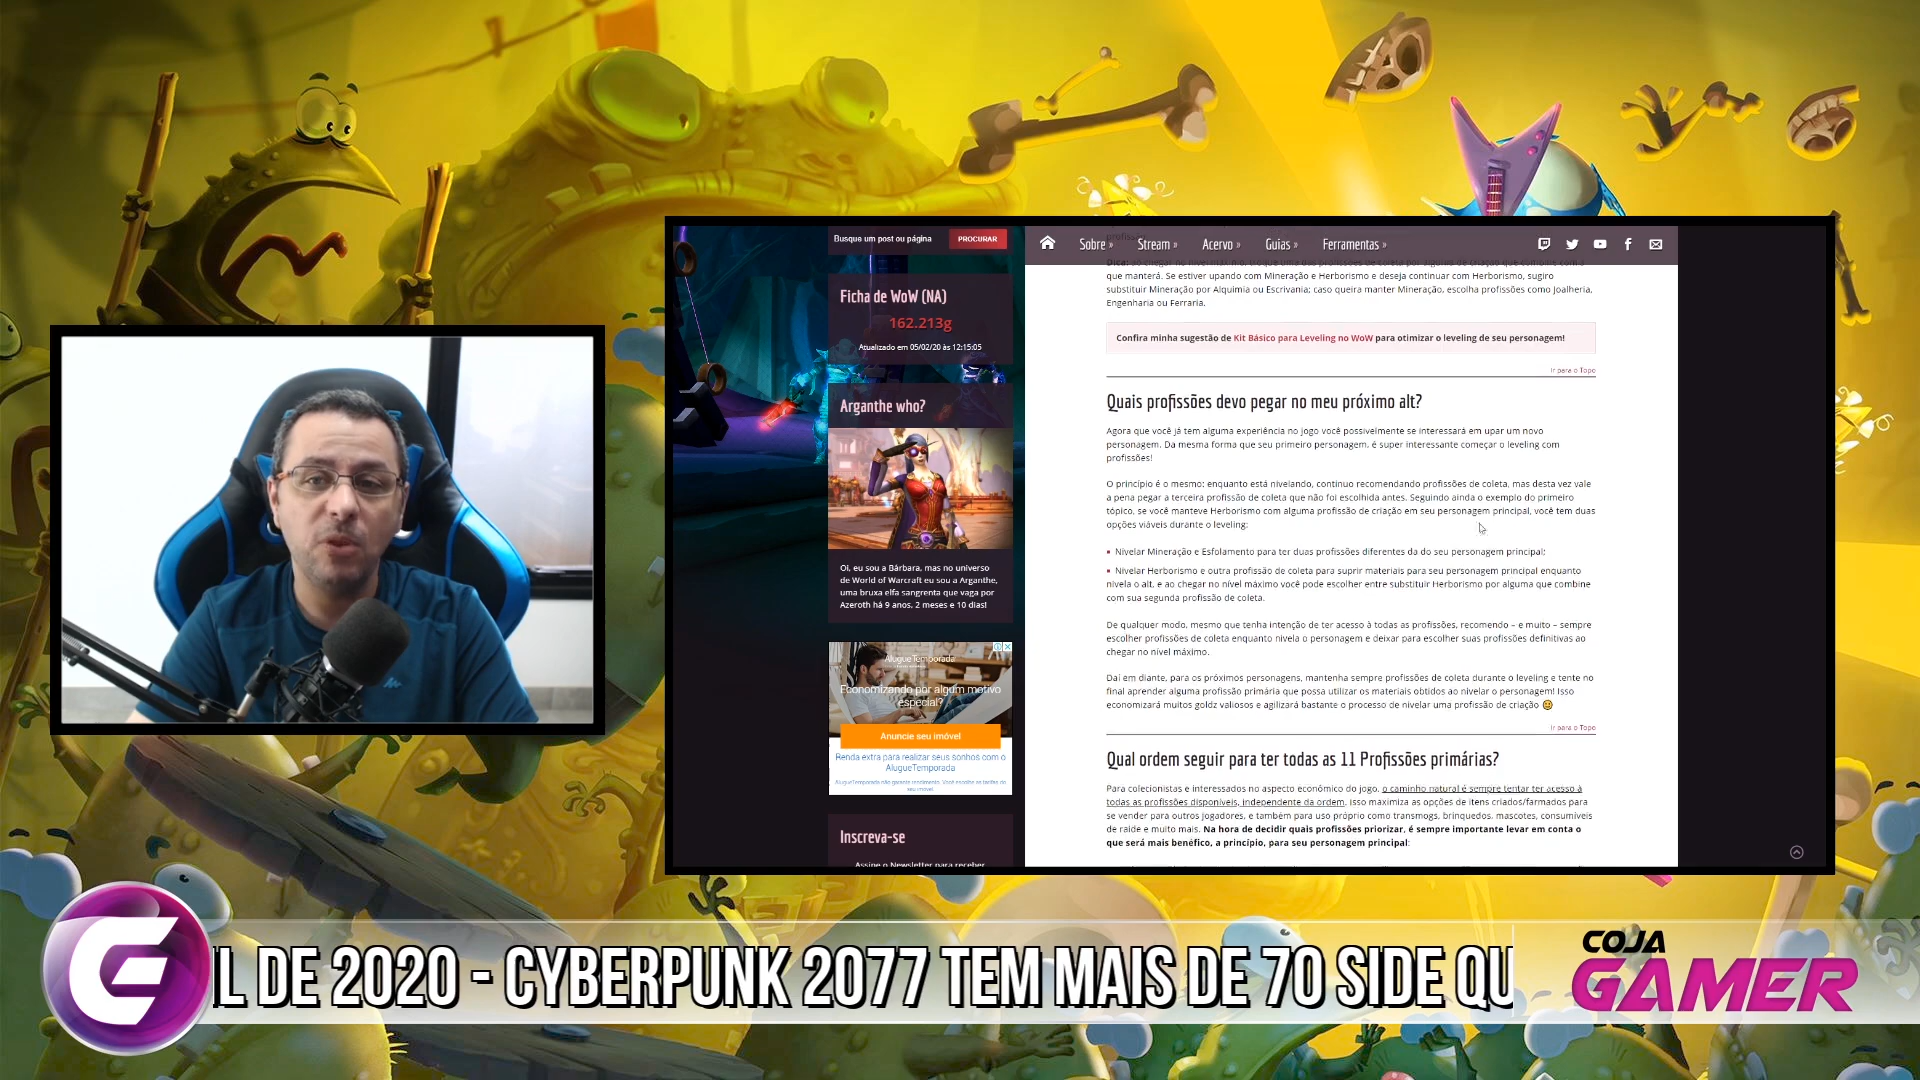 Busque um post ou página
PROCURAR
Ficha de WoW (NA)
162.213g
Atualizado em 05/02/20 às 12:15:05
Arganthe who?
Oi, eu sou a Bárbara, mas no universo
de World of Warcraft eu sou a Arganthe,
uma bruxa elfa sangrenta que vaga por
Azeroth há 9 anos, 2 meses e 10 dias!
AlugueTemporada
Economizando por algum motivo
especial?
Anuncie seu imóvel
Renda extra para realizar seus sonhos com o
AlugueTemporada
AlugueTemporada não garante rendimento. Você escolhe as tarifas do
seu imóvel.
Inscreva-se
Assine o Newsletter para receber
Sobre »
Stream »
Acervo »
Guias »
Ferramentas »
que manterá. Se estiver upando com Mineração e Herborismo e deseja continuar com Herborismo, sugiro
substituir Mineração por Alquimia ou Escrivania; caso queira manter Mineração, escolha profissões como Joalheria,
Engenharia ou Ferraria.
Confira minha sugestão de Kit Básico para Leveling no WoW para otimizar o leveling de seu personagem!
Ir para o Topo
Quais profissões devo pegar no meu próximo alt?
Agora que você já tem alguma experiência no jogo você possivelmente se interessará em upar um novo
personagem. Da mesma forma que seu primeiro personagem, é super interessante começar o leveling com
profissões!
O princípio é o mesmo: enquanto está nivelando, continuo recomendando profissões de coleta, mas desta vez vale
a pena pegar a terceira profissão de coleta que não foi escolhida antes. Seguindo ainda o exemplo do primeiro
tópico, se você manteve Herborismo com alguma profissão de criação em seu personagem principal, você tem duas
opções viáveis durante o leveling:
Nivelar Mineração e Esfolamento para ter duas profissões diferentes da do seu personagem principal;
Nivelar Herborismo e outra profissão de coleta para suprir materiais para seu personagem principal enquanto
nivela o alt, e ao chegar no nível máximo você pode escolher entre substituir Herborismo por alguma que combine
com sua segunda profissão de coleta.
De qualquer modo, mesmo que tenha intenção de ter acesso à todas as profissões, recomendo – e muito – sempre
escolher profissões de coleta enquanto nivela o personagem e deixar para escolher suas profissões definitivas ao
chegar no nível máximo.
Daí em diante, para os próximos personagens, mantenha sempre profissões de coleta durante o leveling e tente no
final aprender alguma profissão primária que possa utilizar os materiais obtidos ao nivelar o personagem! Isso
economizará muitos goldz valiosos e agilizará bastante o processo de nivelar uma profissão de criação
Ir para o Topo
Qual ordem seguir para ter todas as 11 Profissões primárias?
Para colecionistas e interessados no aspecto econômico do jogo, o caminho natural é sempre tentar ter acesso à
todas as profissões disponíveis, independente da ordem. Isso maximiza as opções de itens criados/farmados para
se vender para outros jogadores, e também para uso próprio como transmogs, brinquedos, mascotes, consumíveis
de raide e muito mais. Na hora de decidir quais profissões priorizar, é sempre importante levar em conta o
que será mais benéfico, a princípio, para seu personagem principal:
IL DE 2020 - CYBERPUNK 2077 TEM MAIS DE 70 SIDE QU
COJA
GAMER